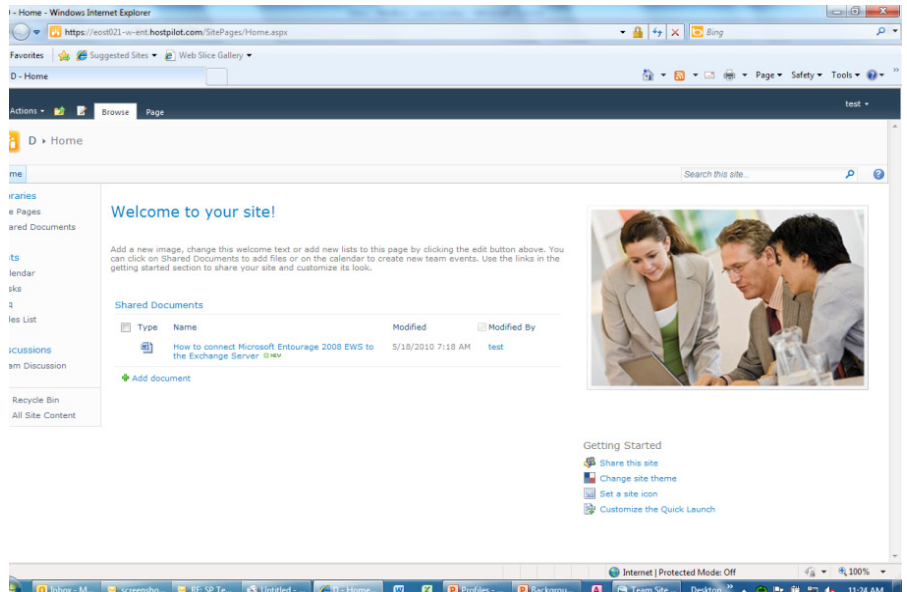 - Home - Windows Internet Explorer
https://eost021-w-ent.hostpilot.com/SitePages/Home.aspx
Bing
Favorites Suggested Sites Web Slice Gallery
D - Home
Page Safety Tools
Actions Browse Page
test
D Home
me
Search this site...
raries
e Pages
ared Documents
ts
lendar
sks
q
les List
scussions
am Discussion
Recycle Bin
All Site Content
Welcome to your site!
Add a new image, change this welcome text or add new lists to this page by clicking the edit button above. You
can click on Shared Documents to add files or on the calendar to create new team events. Use the links in the
getting started section to share your site and customize its look.
Shared Documents
Type Name Modified Modified By
How to connect Microsoft Entourage 2008 EWS to 5/18/2010 7:18 AM test
the Exchange Server NEW
Add document
Getting Started
Share this site
Change site theme
Set a site icon
Customize the Quick Launch
Internet | Protected Mode: Off 100%
Inbox - M... screensho... RE: SP Te... Untitled - ... D - Home... Profiles - ... Backgrou... Team Site ... Desktop 11:24 AM